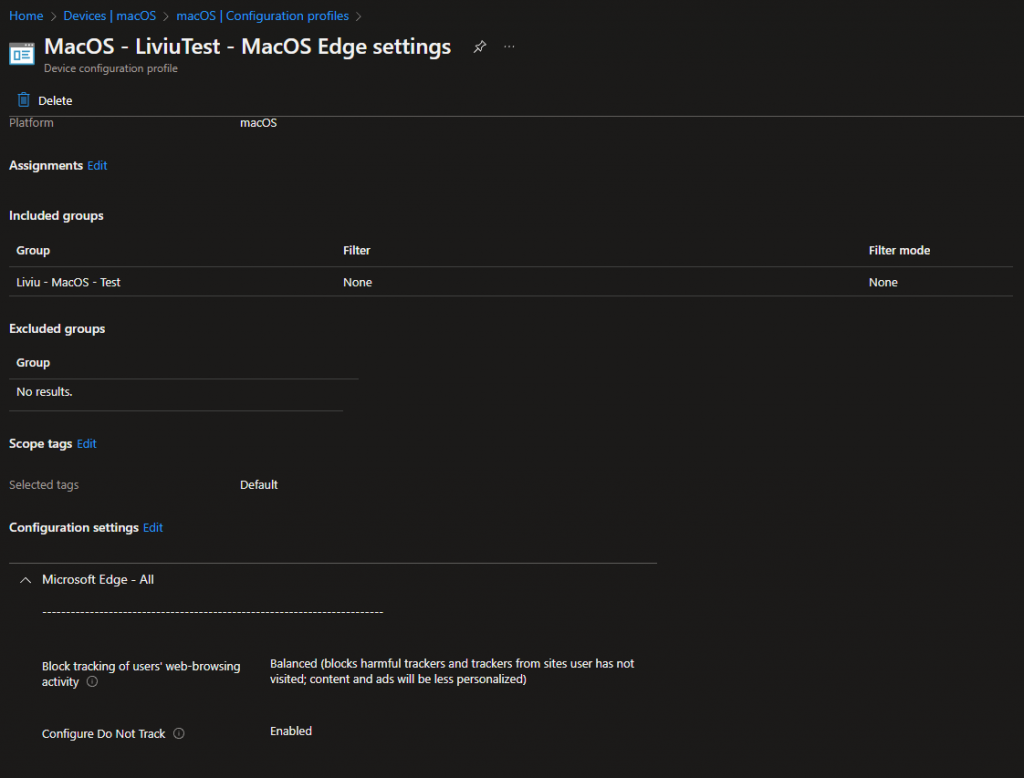 Home > Devices | macOS > macOS | Configuration profiles >
MacOS - LiviuTest - MacOS Edge settings ...
Device configuration profile
Delete
Platform macOS
Assignments Edit
Included groups
Group Filter Filter mode
Liviu - MacOS - Test None None
Excluded groups
Group
No results.
Scope tags Edit
Selected tags Default
Configuration settings Edit
Microsoft Edge - All
-------------------------------------------------------------------------
Block tracking of users' web-browsing
activity
Balanced (blocks harmful trackers and trackers from sites user has not
visited; content and ads will be less personalized)
Configure Do Not Track Enabled